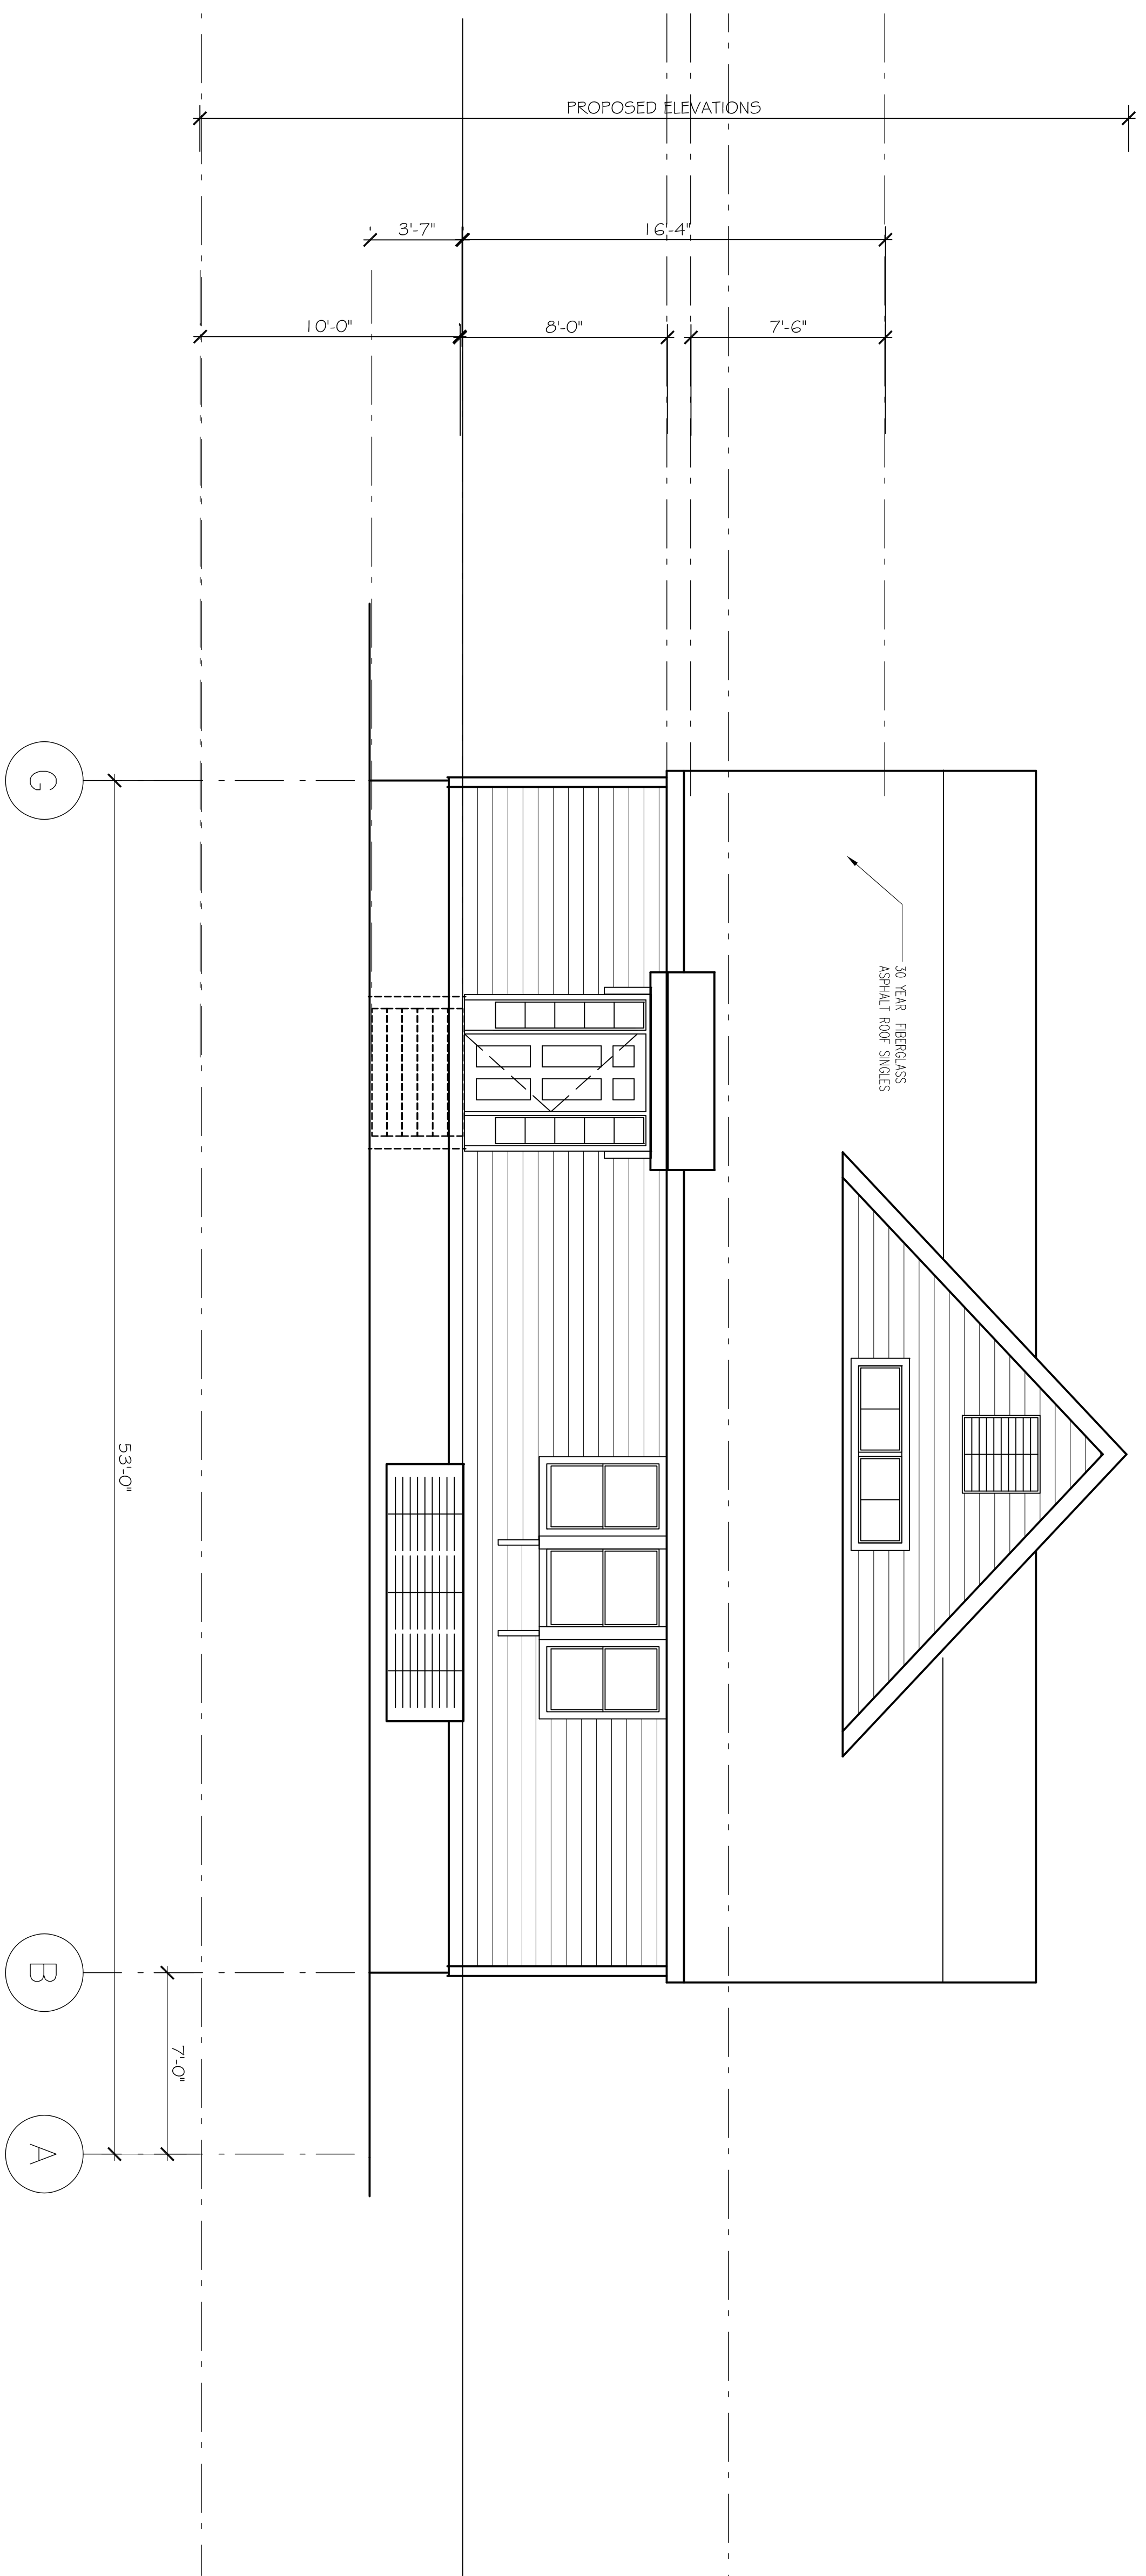 PROPOSED ELEVATIONS
3'-7"
16'-4"
10'-0"
8'-0"
7'-6"
30 YEAR FIBERGLASS
ASPHALT ROOF SINGLES
G
53'-0"
B
7'-0"
A